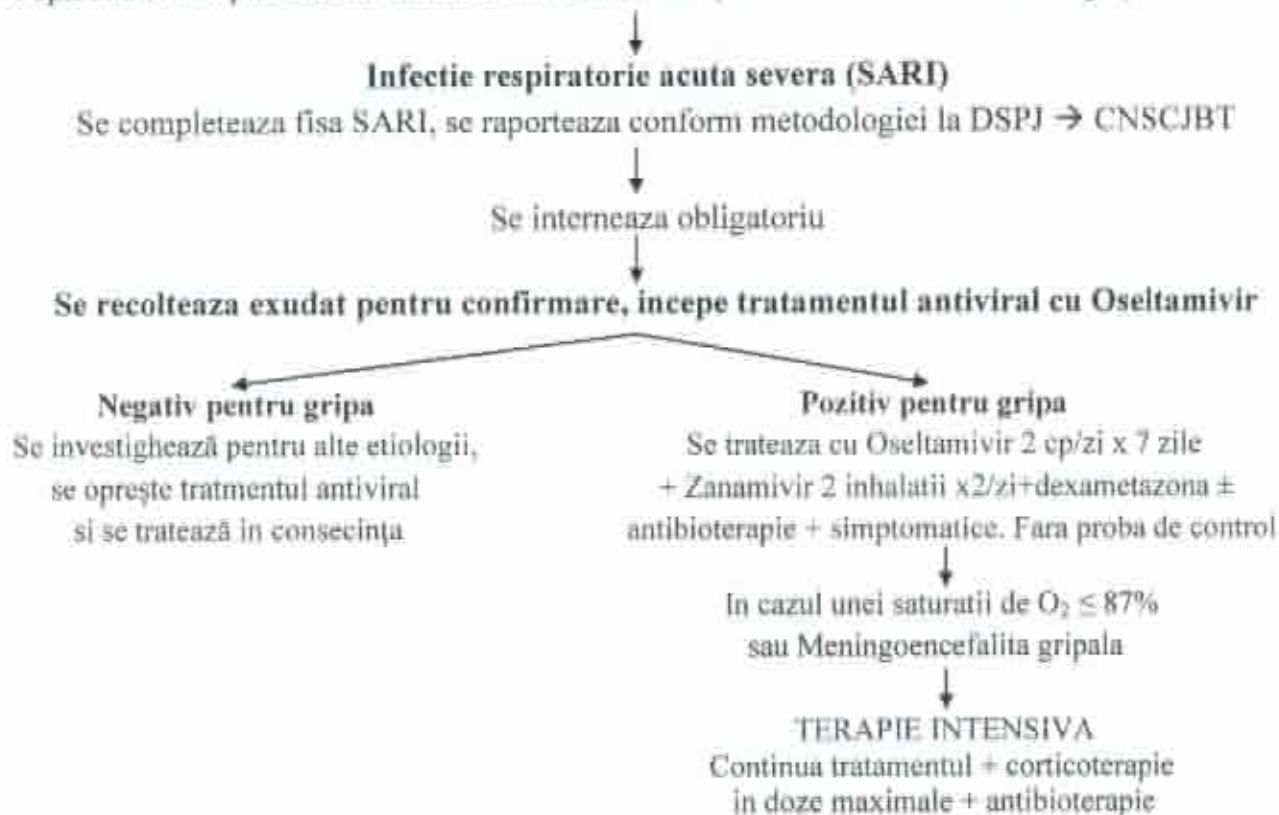 Infectie respiratorie acuta severa (SARI)
Se completeaza fisa SARI, se raporteaza conform metodologiei la DSPJ → CNSCJBT
Se interneaza obligatoriu
Se recolteaza exudat pentru confirmare, incepe tratamentul antiviral cu Oseltamivir
Negativ pentru gripa
Se investighează pentru alte etiologii,
se oprește tratmentul antiviral
si se tratează in consecința
Pozitiv pentru gripa
Se trateaza cu Oseltamivir 2 cp/zi x 7 zile
+ Zanamivir 2 inhalatii x2/zi+dexametazona ±
antibioterapie + simptomatice. Fara proba de control
In cazul unei saturatii de O₂ ≤ 87%
sau Meningoencefalita gripala
TERAPIE INTENSIVA
Continua tratamentul + corticoterapie
in doze maximale + antibioterapie